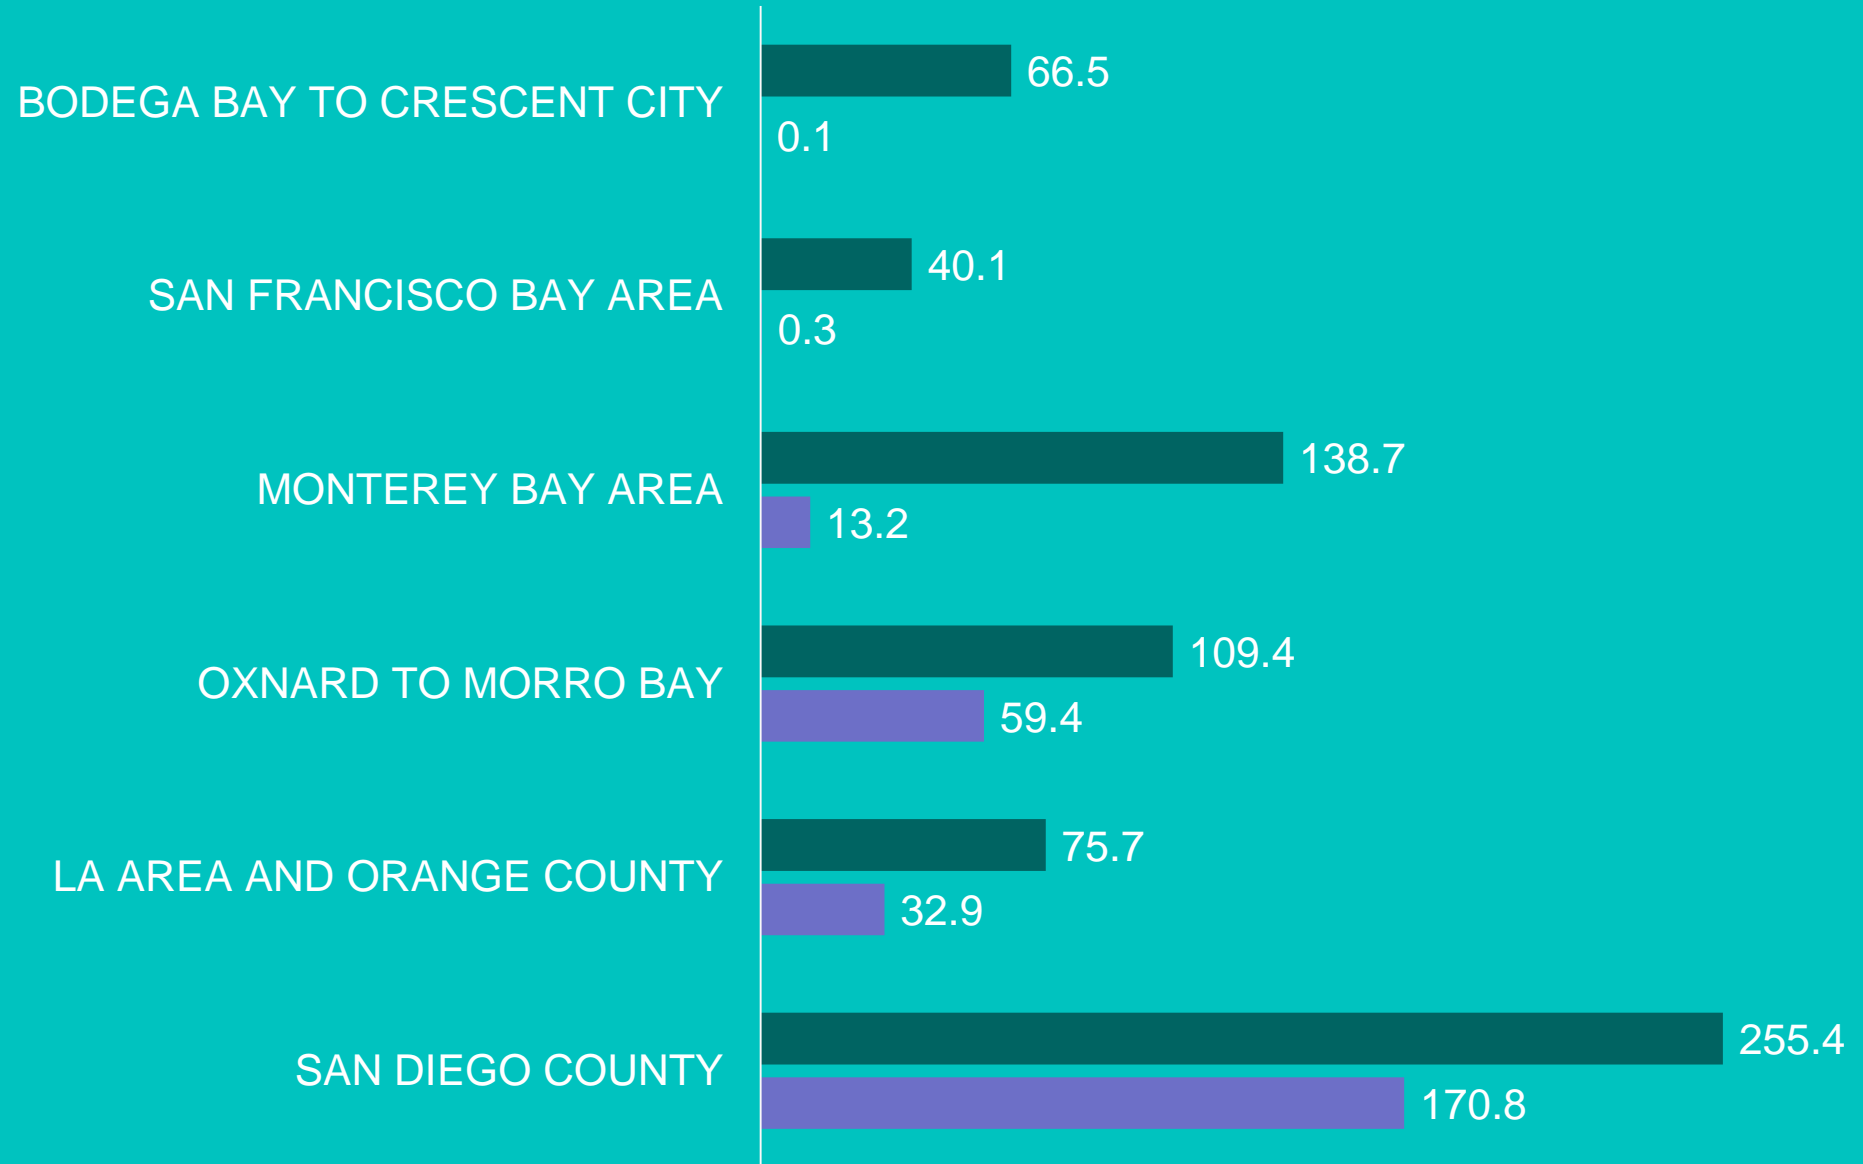 BODEGA BAY TO CRESCENT CITY
66.5
0.1
SAN FRANCISCO BAY AREA
40.1
0.3
MONTEREY BAY AREA
138.7
13.2
OXNARD TO MORRO BAY
109.4
59.4
LA AREA AND ORANGE COUNTY
75.7
32.9
SAN DIEGO COUNTY
255.4
170.8